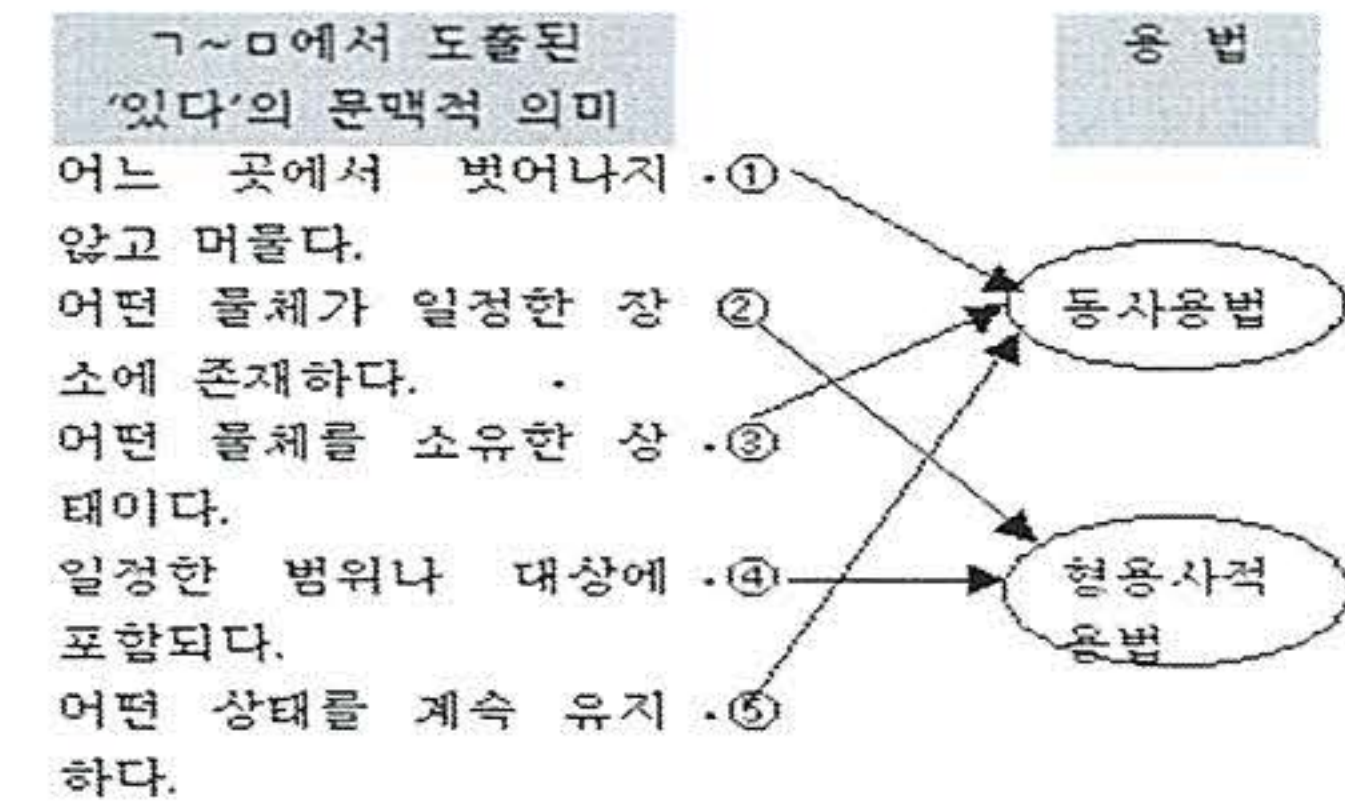 ㄱ~ㅁ에서 도출된
'있다'의 문맥적 의미
용 법
어느 곳에서 벗어나지 · ①
않고 머물다.
어떤 물체가 일정한 장 ②
소에 존재하다. ·
어떤 물체를 소유한 상 · ③
태이다.
일정한 범위나 대상에 · ④
포함되다.
어떤 상태를 계속 유지 · ⑤
하다.
동사용법
형용사적
용법